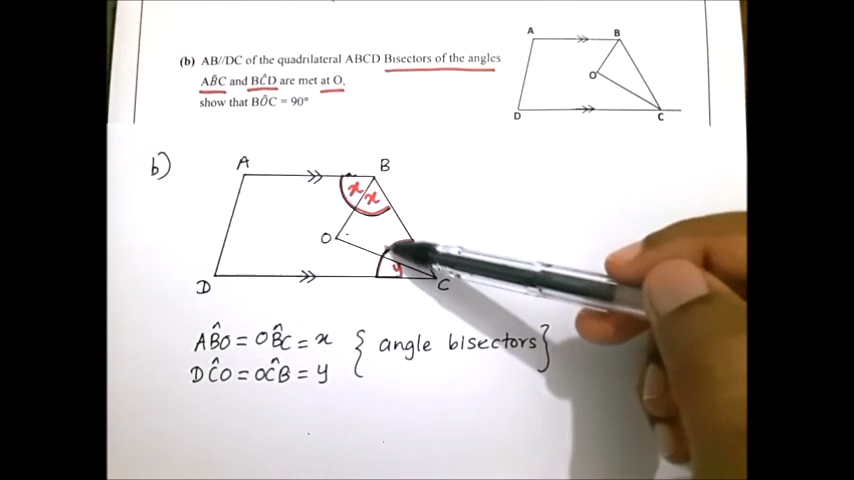 (b) AB//DC of the quadrilateral ABCD Bisectors of the angles
AB̂C and BĈD are met at O,
show that BÔC = 90°
A
B
O
D
C
b)
A
B
x
x
O
y
D
C
AB̂O = OB̂C = x { angle bisectors }
DĈO = OĈB = y